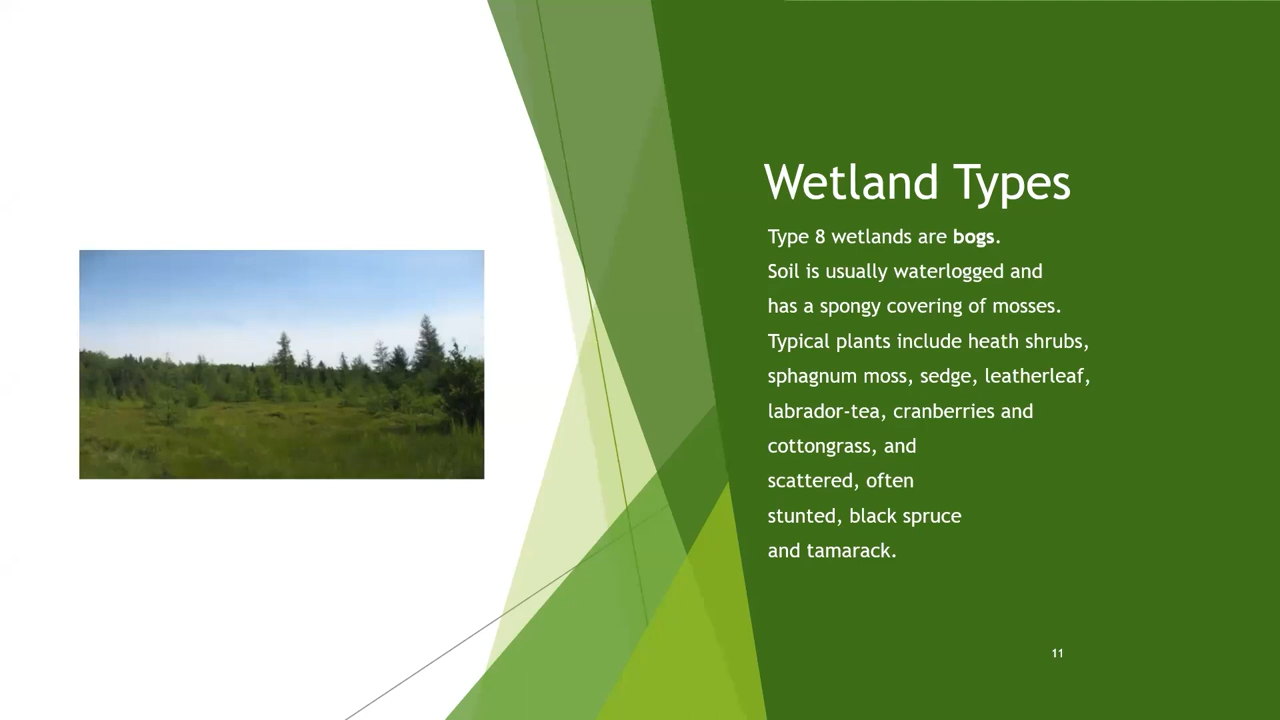 Wetland Types
Type 8 wetlands are bogs.
Soil is usually waterlogged and
has a spongy covering of mosses.
Typical plants include heath shrubs,
sphagnum moss, sedge, leatherleaf,
labrador-tea, cranberries and
cottongrass, and
scattered, often
stunted, black spruce
and tamarack.
11